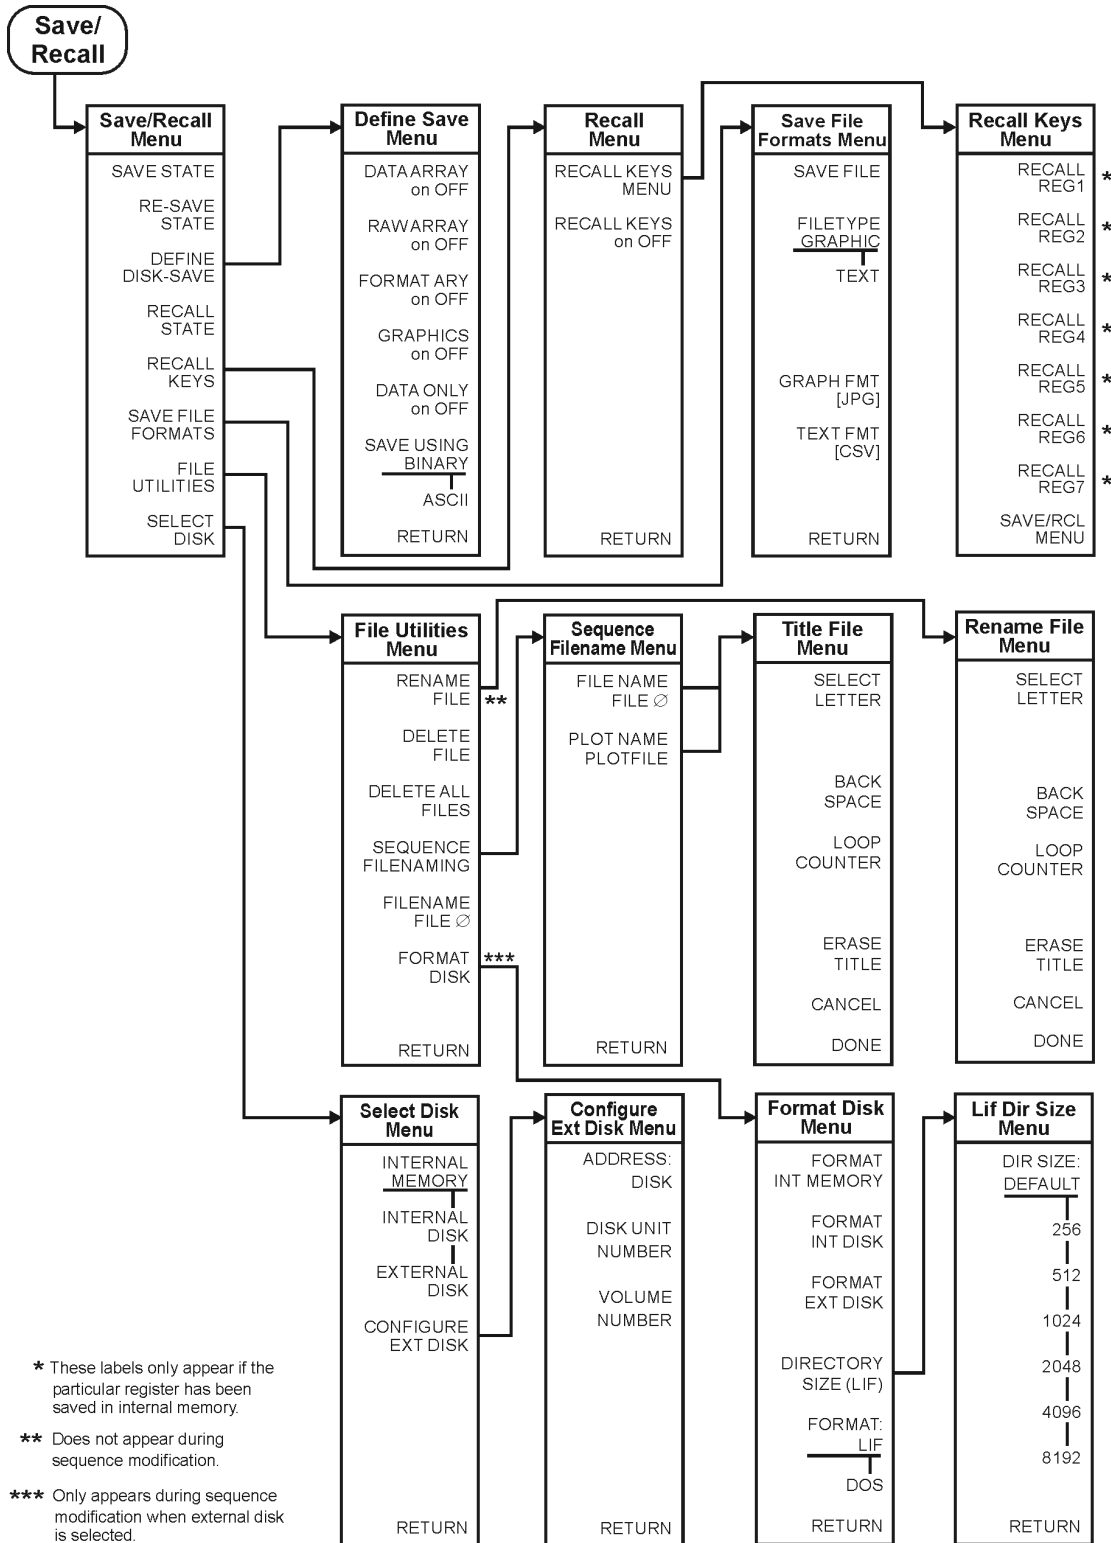 Save/
Recall
Save/Recall
Menu
SAVE STATE
RE-SAVE
STATE
DEFINE
DISK-SAVE
RECALL
STATE
RECALL
KEYS
SAVE FILE
FORMATS
FILE
UTILITIES
SELECT
DISK
Define Save
Menu
DATA ARRAY
on OFF
RAW ARRAY
on OFF
FORMAT ARY
on OFF
GRAPHICS
on OFF
DATA ONLY
on OFF
SAVE USING
BINARY
ASCII
RETURN
Recall
Menu
RECALL KEYS
MENU
RECALL KEYS
on OFF
RETURN
Save File
Formats Menu
SAVE FILE
FILETYPE
GRAPHIC
TEXT
GRAPH FMT
[JPG]
TEXT FMT
[CSV]
RETURN
Recall Keys
Menu
RECALL *
REG1
RECALL *
REG2
RECALL *
REG3
RECALL *
REG4
RECALL *
REG5
RECALL *
REG6
RECALL *
REG7
SAVE/RCL
MENU
File Utilities
Menu
RENAME
FILE **
DELETE
FILE
DELETE ALL
FILES
SEQUENCE
FILENAMING
FILENAME
FILE ∅
FORMAT ***
DISK
RETURN
Sequence
Filename Menu
FILE NAME
FILE ∅
PLOT NAME
PLOTFILE
RETURN
Title File
Menu
SELECT
LETTER
BACK
SPACE
LOOP
COUNTER
ERASE
TITLE
CANCEL
DONE
Rename File
Menu
SELECT
LETTER
BACK
SPACE
LOOP
COUNTER
ERASE
TITLE
CANCEL
DONE
Select Disk
Menu
INTERNAL
MEMORY
INTERNAL
DISK
EXTERNAL
DISK
CONFIGURE
EXT DISK
RETURN
Configure
Ext Disk Menu
ADDRESS:
DISK
DISK UNIT
NUMBER
VOLUME
NUMBER
RETURN
Format Disk
Menu
FORMAT
INT MEMORY
FORMAT
INT DISK
FORMAT
EXT DISK
DIRECTORY
SIZE (LIF)
FORMAT:
LIF
DOS
RETURN
Lif Dir Size
Menu
DIR SIZE:
DEFAULT
256
512
1024
2048
4096
8192
RETURN
* These labels only appear if the
particular register has been
saved in internal memory.
** Does not appear during
sequence modification.
*** Only appears during sequence
modification when external disk
is selected.